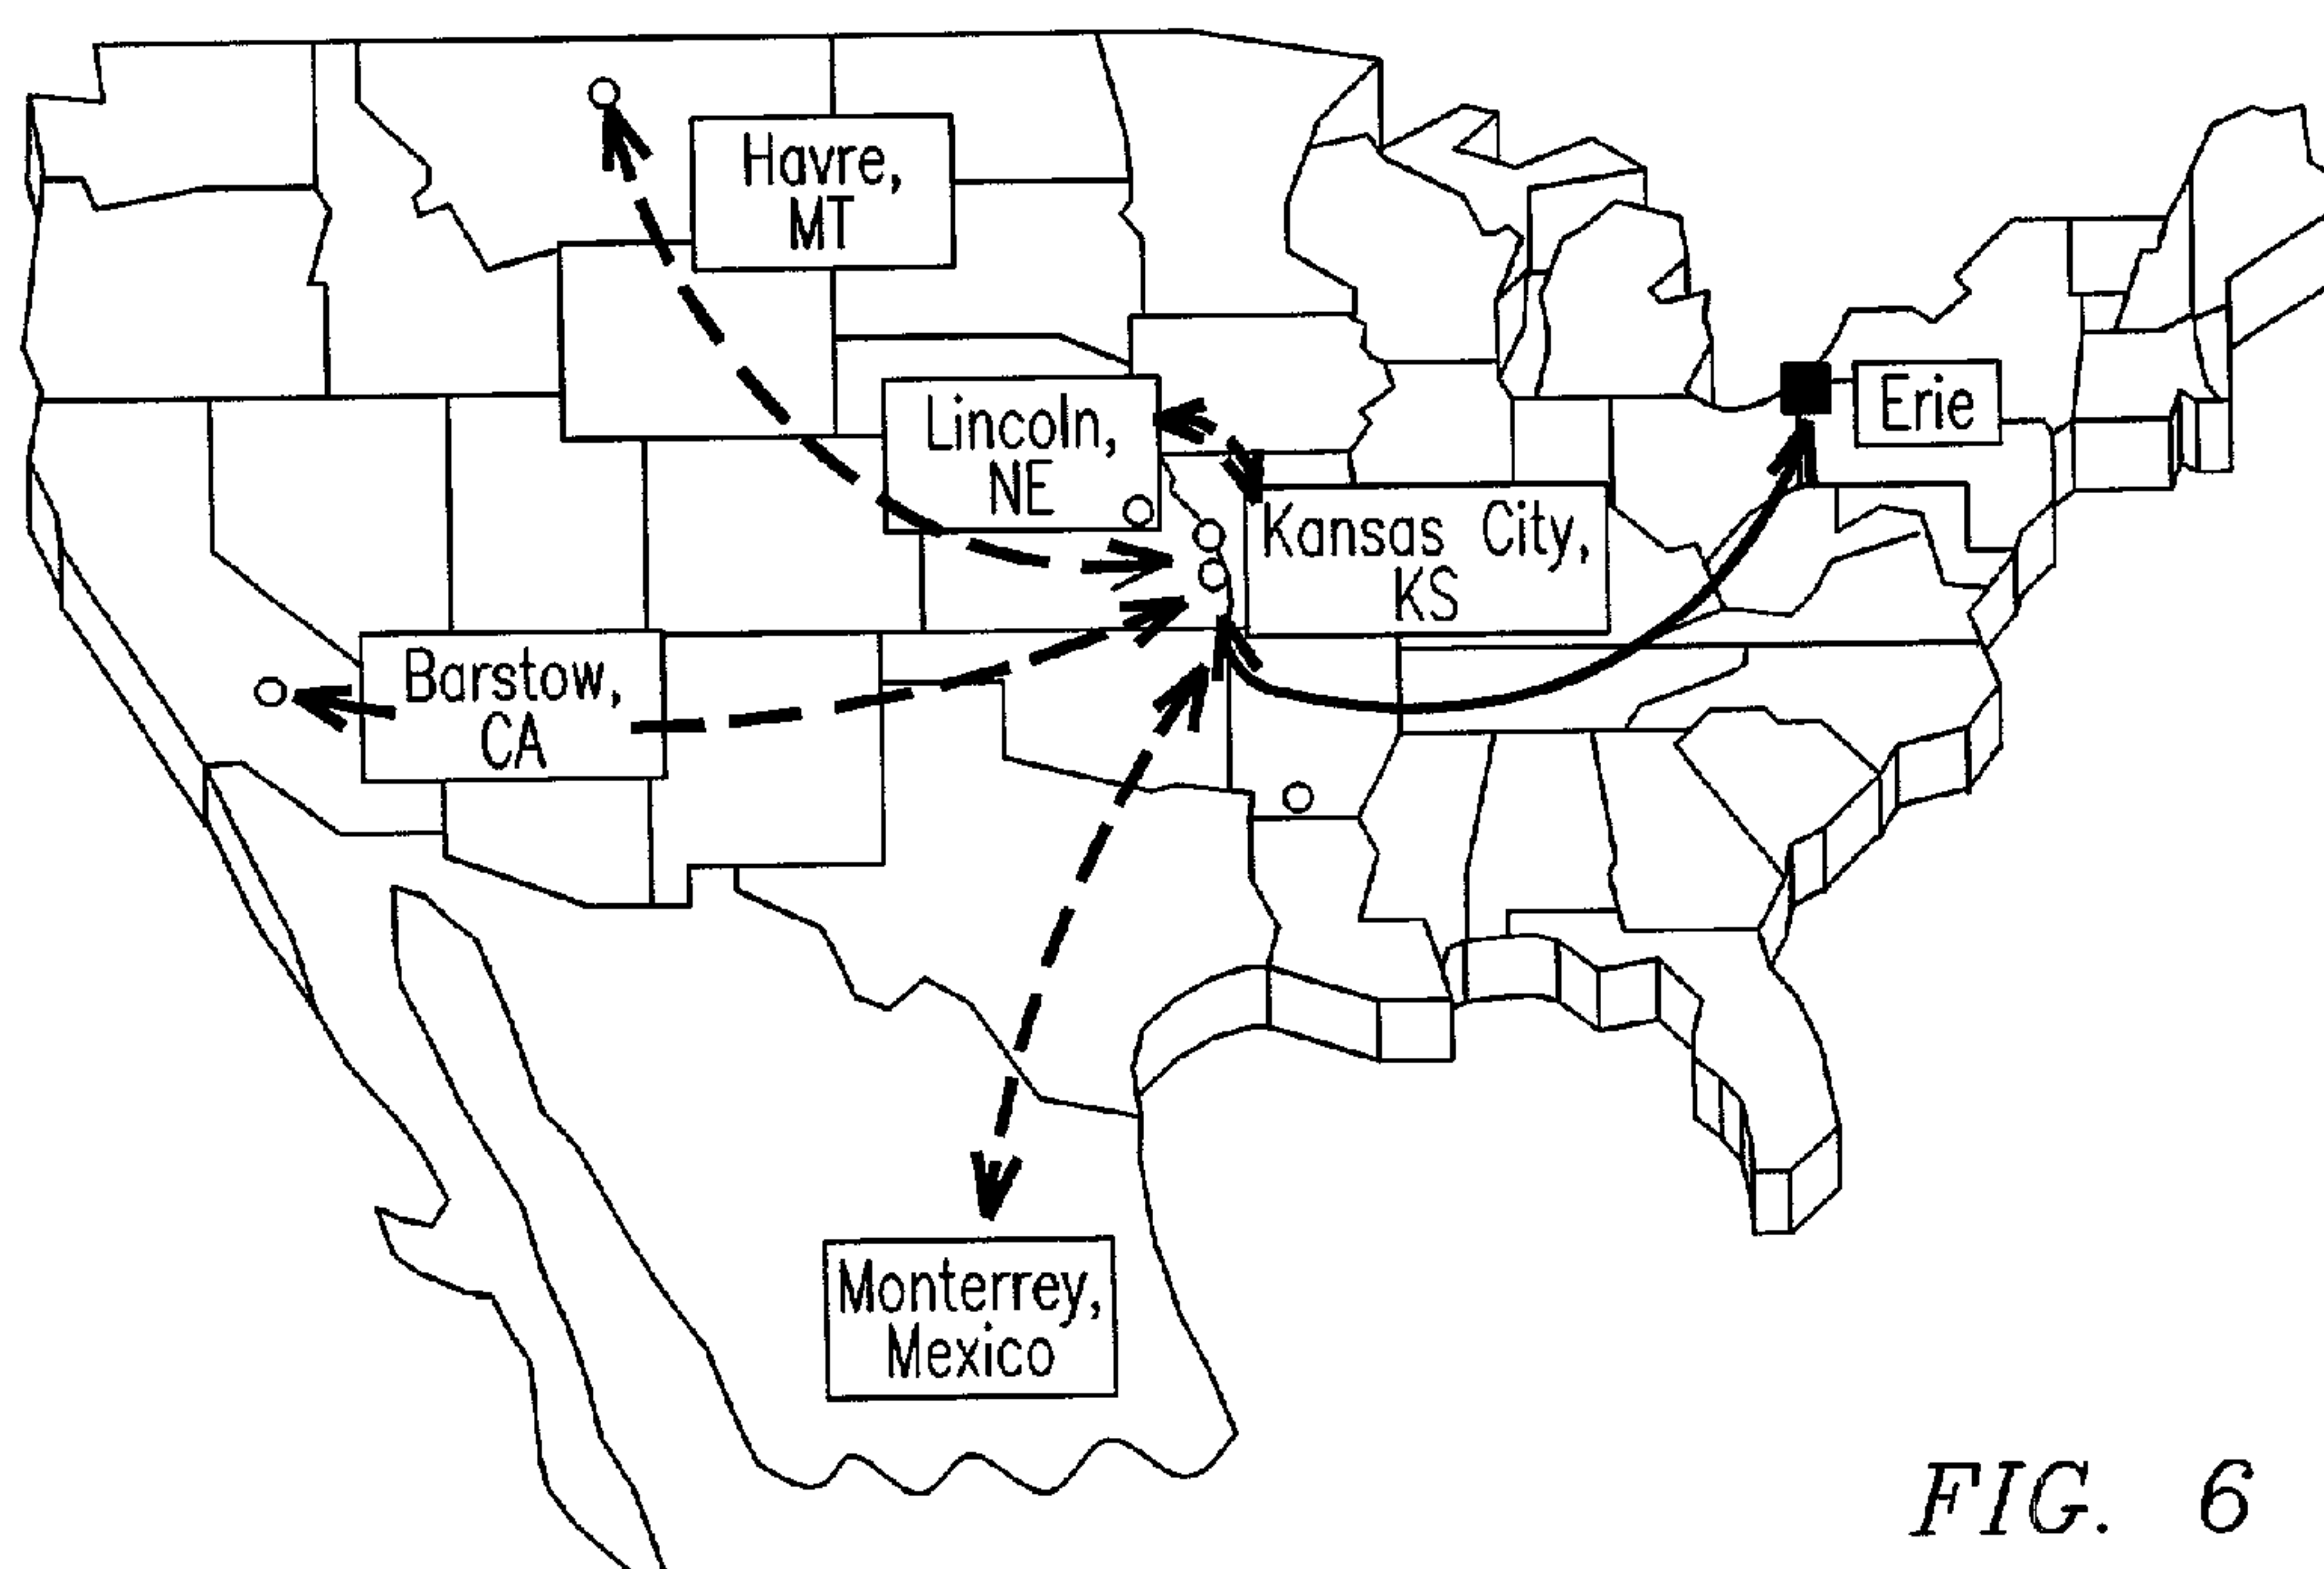 Havre,
MT
Lincoln,
NE
Erie
Kansas City,
KS
Barstow,
CA
Monterrey,
Mexico
FIG. 6